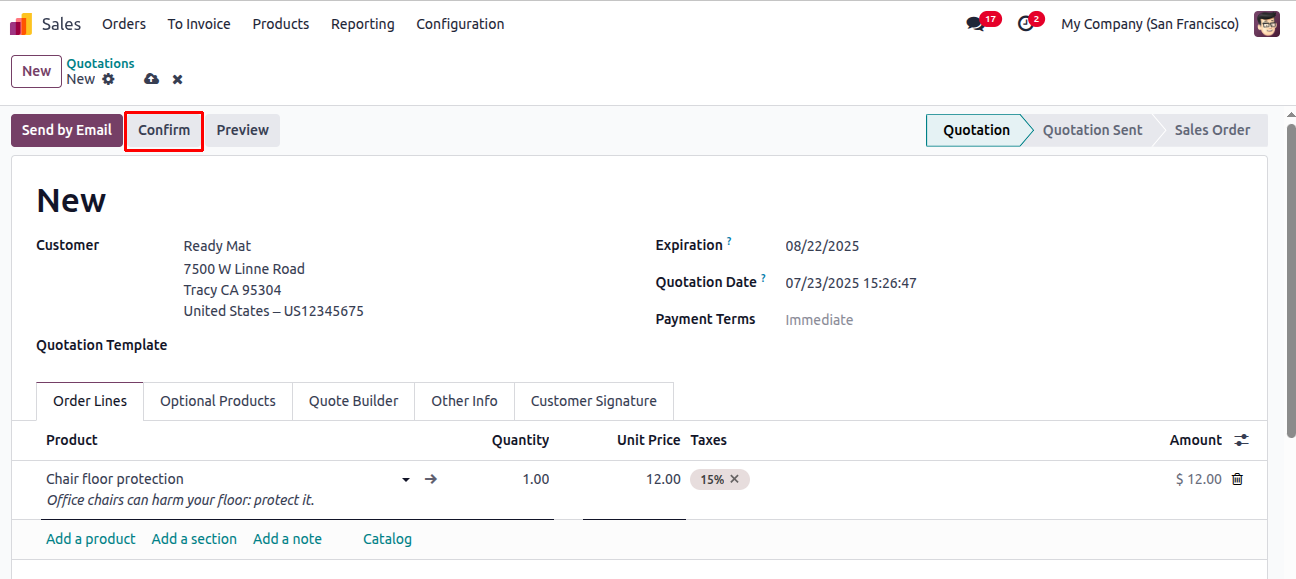 Sales Orders To Invoice Products Reporting Configuration 17 2 My Company (San Francisco)
New Quotations
New
Send by Email Confirm Preview Quotation Quotation Sent Sales Order
New
Customer Ready Mat Expiration ? 08/22/2025
7500 W Linne Road
Tracy CA 95304 Quotation Date ? 07/23/2025 15:26:47
United States – US12345675
Payment Terms Immediate
Quotation Template
Order Lines Optional Products Quote Builder Other Info Customer Signature
Product Quantity Unit Price Taxes Amount
Chair floor protection 1.00 12.00 15% $ 12.00
Office chairs can harm your floor: protect it.
Add a product Add a section Add a note Catalog